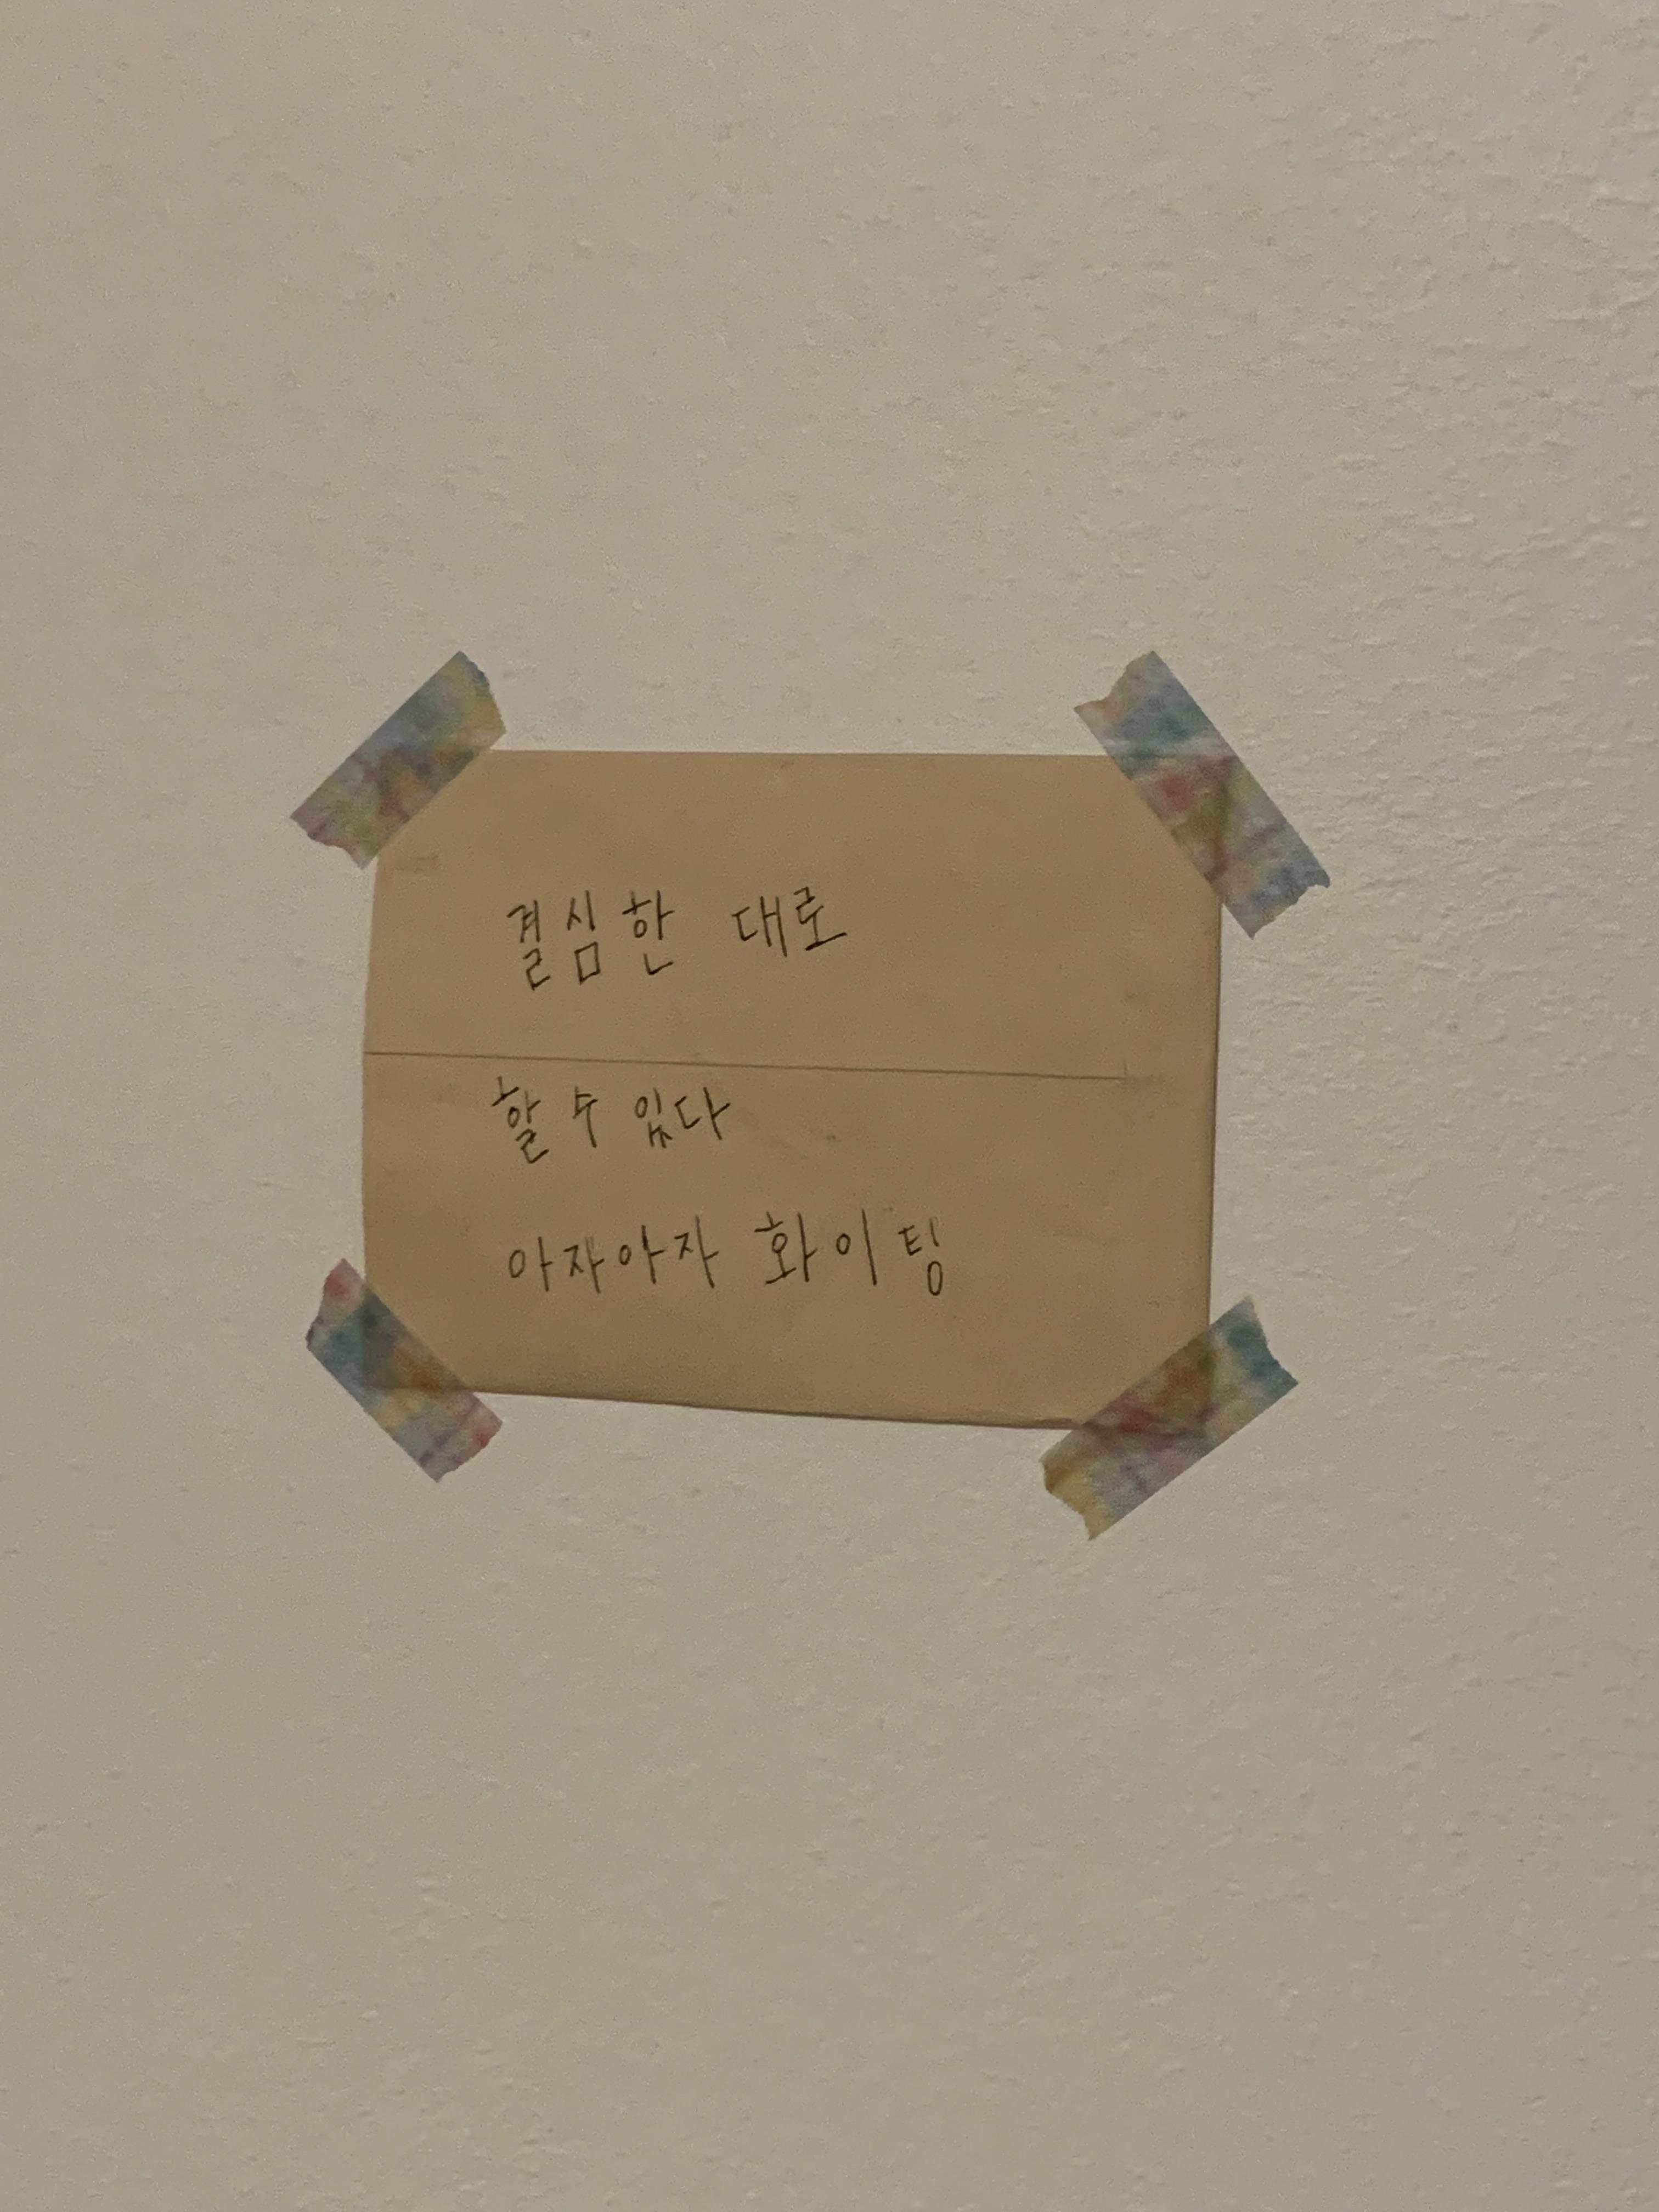 결심한 대로
할 수 있다
아자아자 화이팅